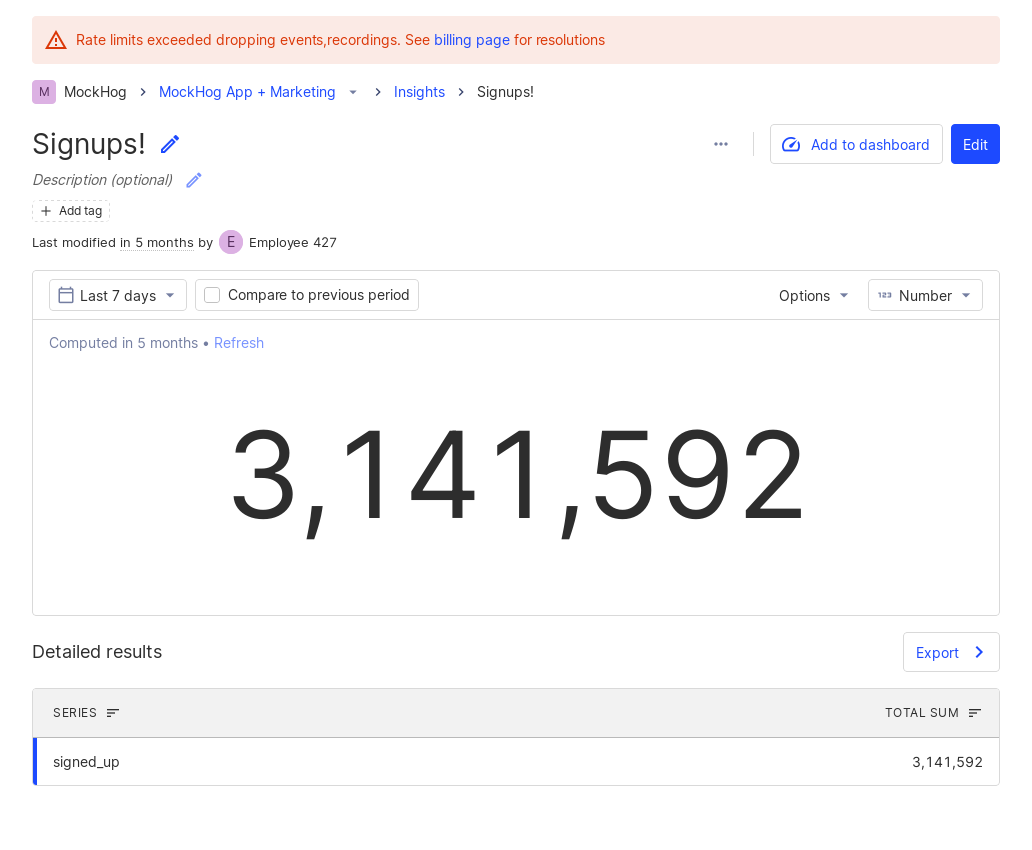 Rate limits exceeded dropping events,recordings. See billing page for resolutions
M MockHog MockHog App + Marketing Insights Signups!
Signups! Add to dashboard Edit
Description (optional)
Add tag
Last modified in 5 months by E Employee 427
Last 7 days Compare to previous period Options 123 Number
Computed in 5 months • Refresh
3,141,592
Detailed results Export
SERIES TOTAL SUM
signed_up 3,141,592